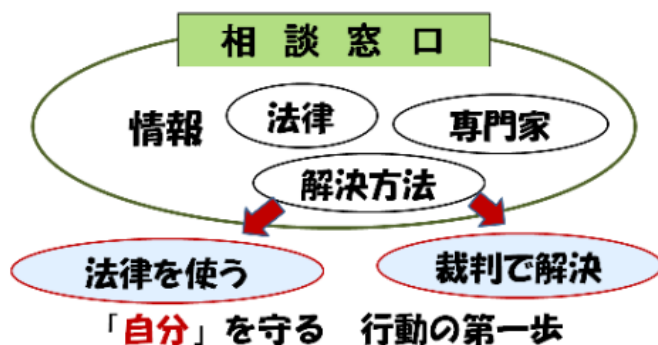 相談窓口
情報
法律
専門家
解決方法
法律を使う
裁判で解決
「自分」を守る 行動の第一歩